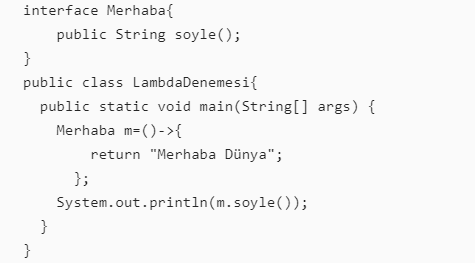 interface Merhaba{
    public String soyle();
}
public class LambdaDenemesi{
  public static void main(String[] args) {
    Merhaba m=()->{
        return "Merhaba Dünya";
      };
    System.out.println(m.soyle());
  }
}